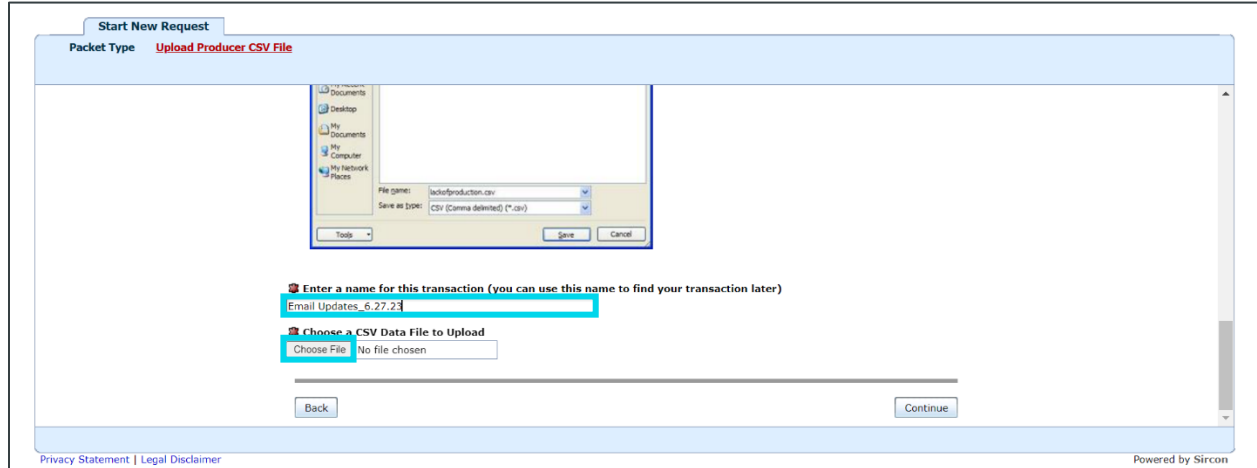 Start New Request
Packet Type Upload Producer CSV File
Documents
Desktop
My
Documents
My
Computer
My Network
Places
File name: lackofproduction.csv
Save as type: CSV (Comma delimited) (*.csv)
Tools Save Cancel
Enter a name for this transaction (you can use this name to find your transaction later)
Email Updates_6.27.23
Choose a CSV Data File to Upload
Choose File No file chosen
Back Continue
Privacy Statement | Legal Disclaimer Powered by Sircon